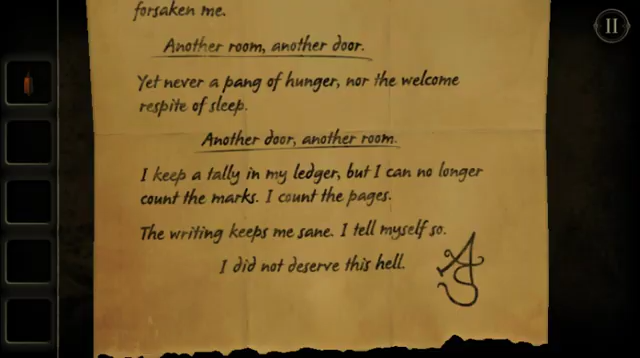 forsaken me.
Another room, another door.
Yet never a pang of hunger, nor the welcome
respite of sleep.
Another door, another room.
I keep a tally in my ledger, but I can no longer
count the marks. I count the pages.
The writing keeps me sane. I tell myself so.
I did not deserve this hell.
AS
II